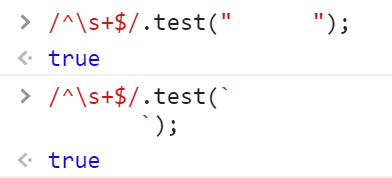 > /^\s+$/.test("      ");
<· true
> /^\s+$/.test(`
       `);
<· true